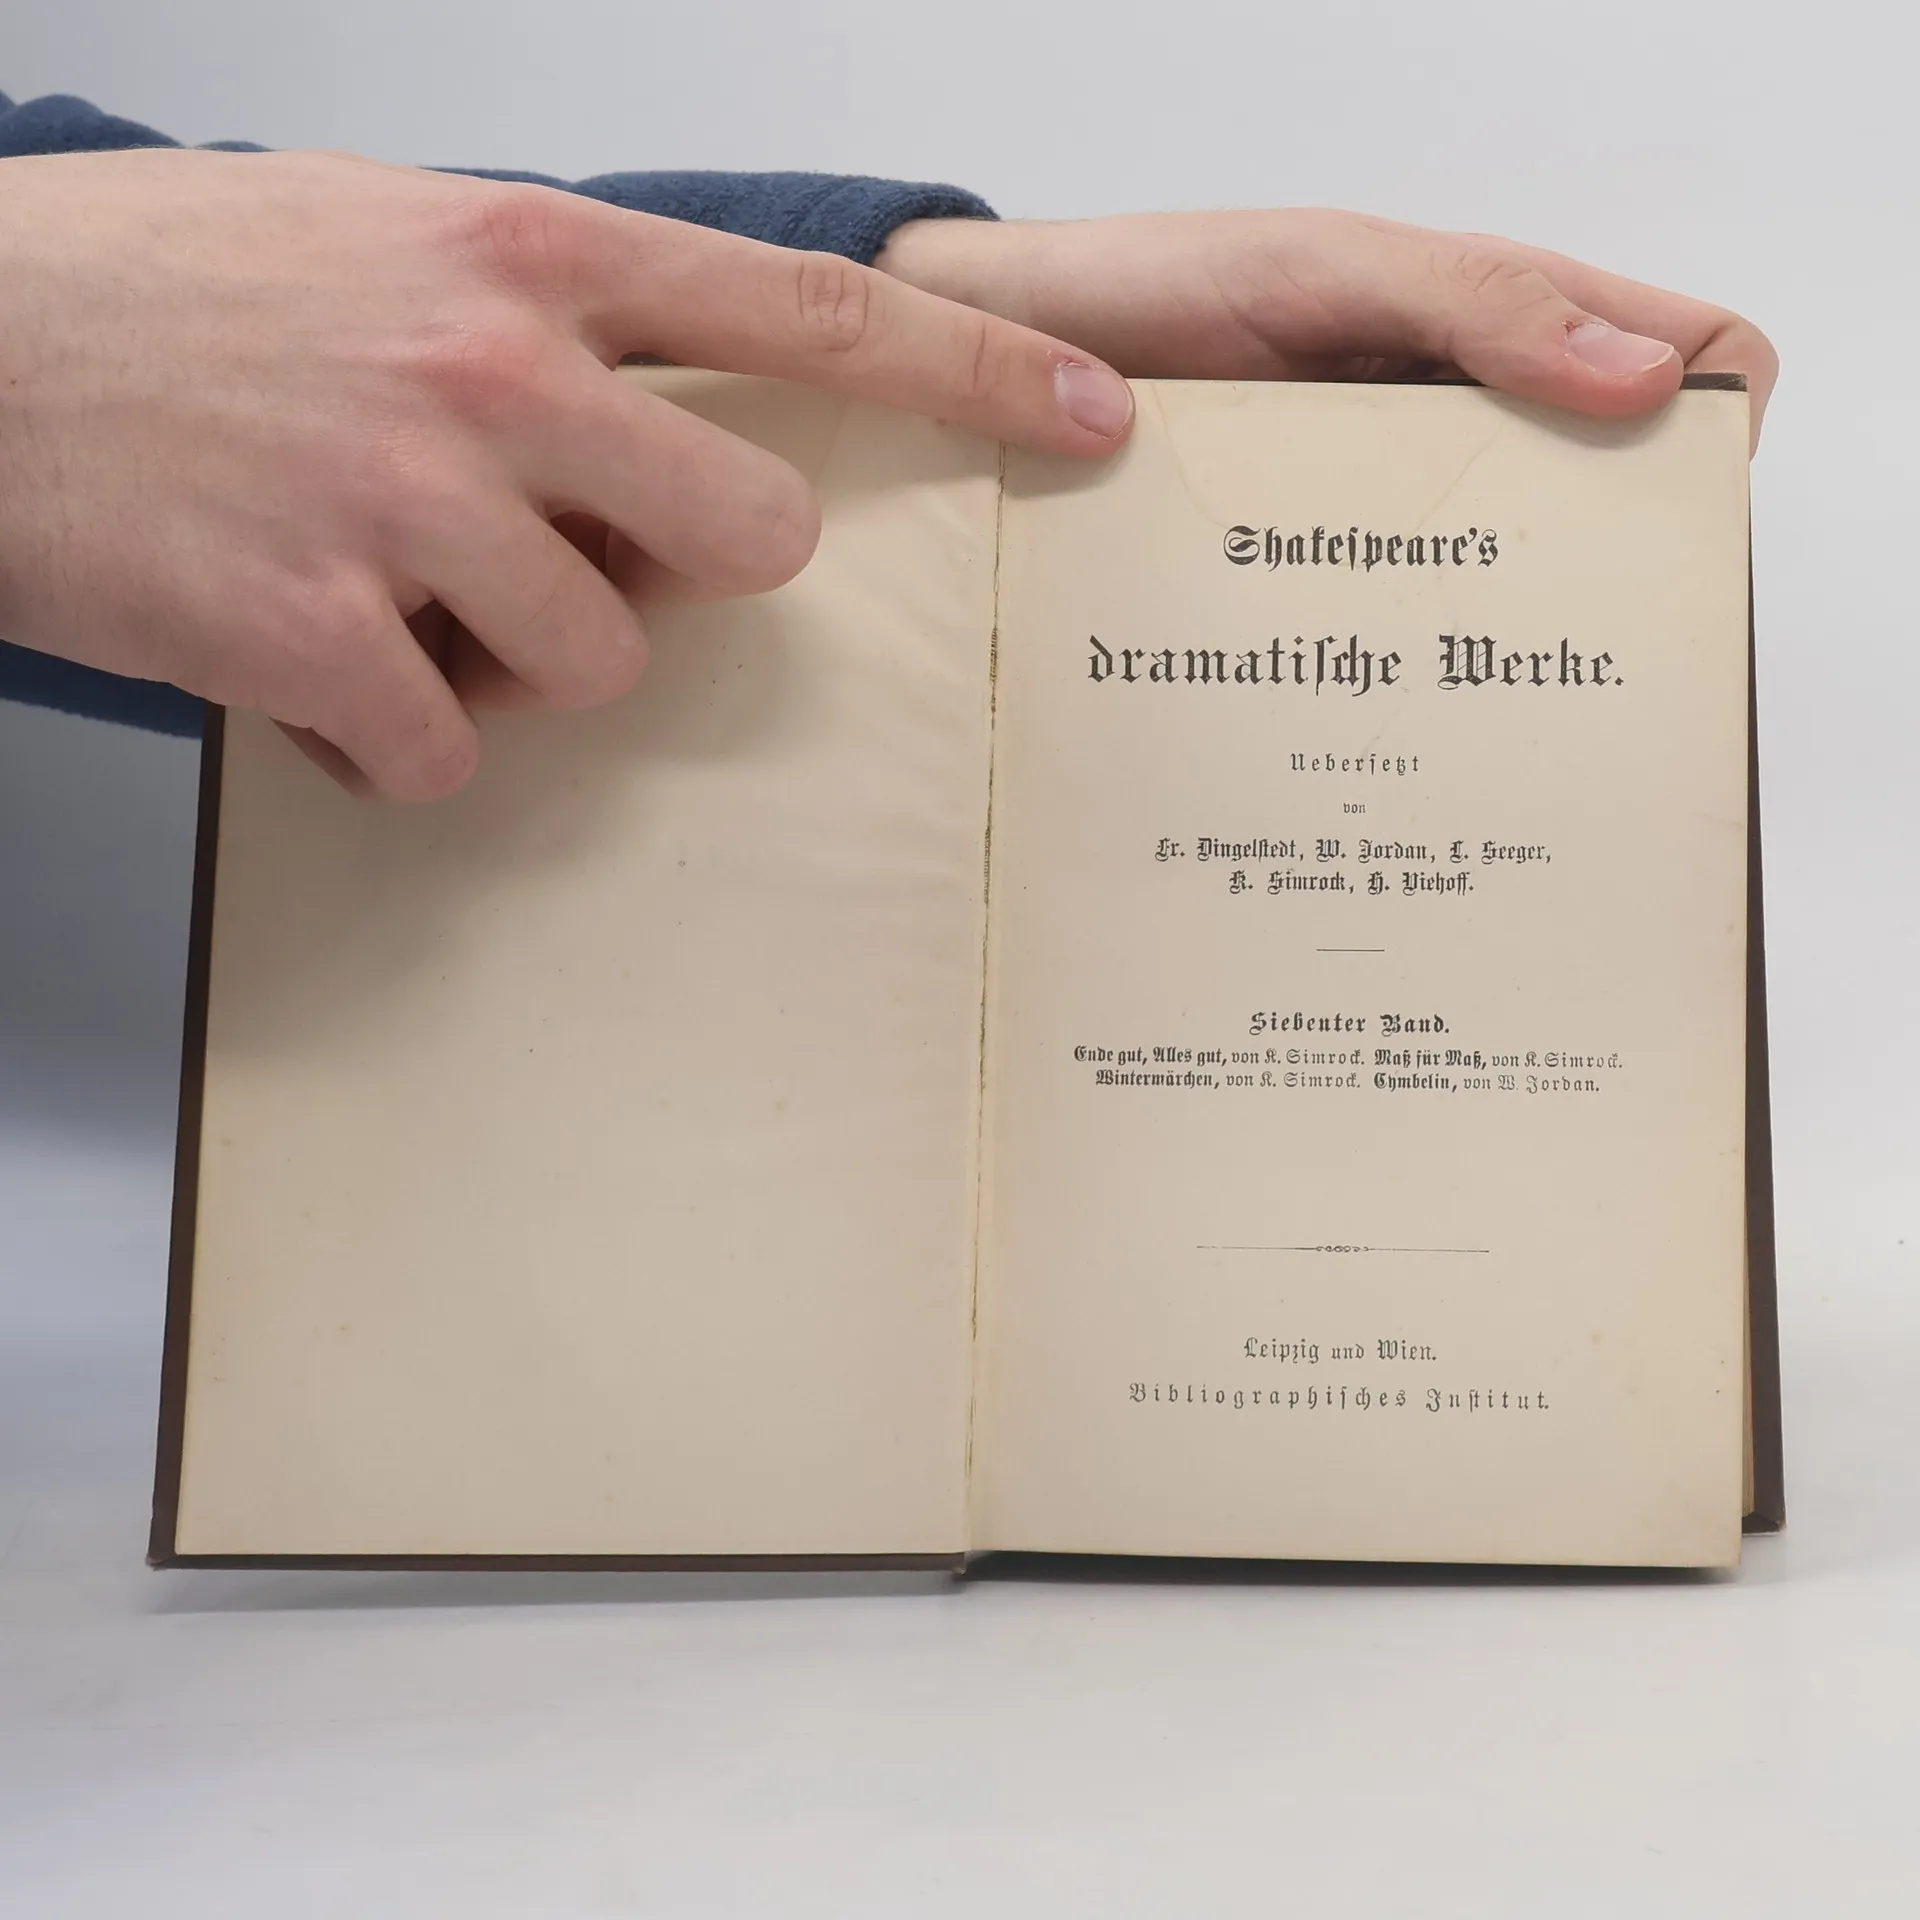 Shakespeare's
dramatische Werke.
Uebersetzt
von
Fr. Dingelstedt, W. Jordan, L. Seeger,
K. Simrock, H. Viehoff.
Siebenter Band.
Ende gut, Alles gut, von K. Simrock. Maß für Maß, von K. Simrock.
Wintermärchen, von K. Simrock. Cymbelin, von W. Jordan.
Leipzig und Wien.
Bibliographisches Institut.